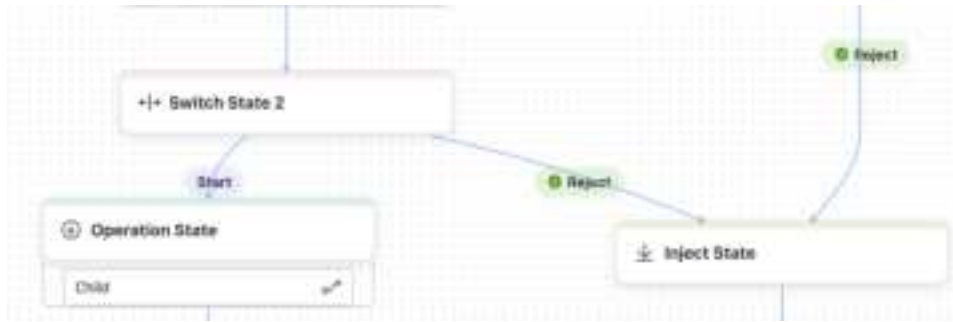 Reject
Switch State 2
Start
Reject
Operation State
Inject State
Child